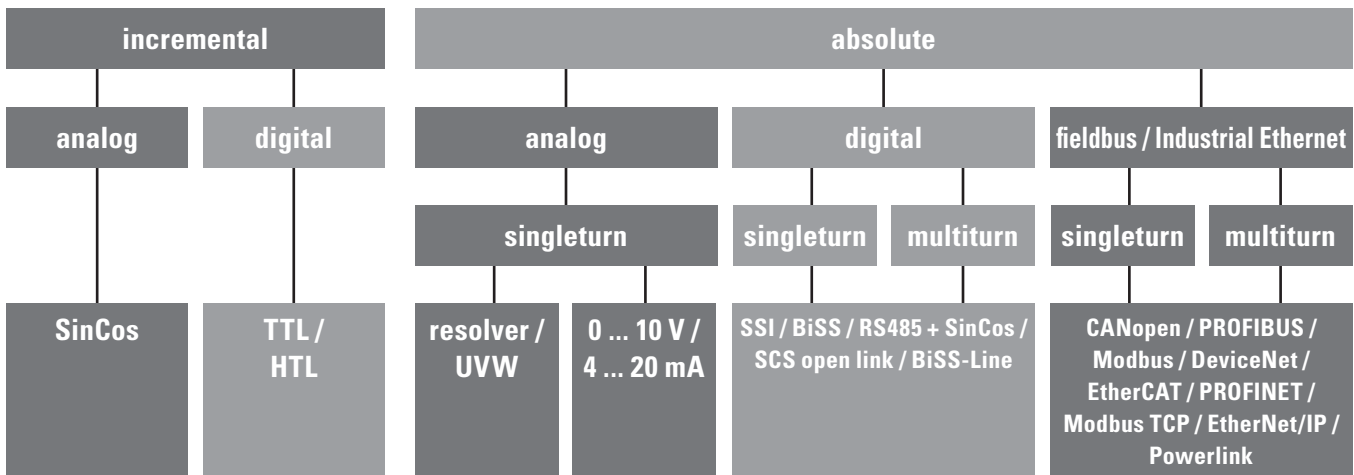 incremental
absolute
analog
digital
analog
digital
fieldbus / Industrial Ethernet
singleturn
singleturn
multiturn
singleturn
multiturn
SinCos
TTL /
HTL
resolver /
UVW
0 ... 10 V /
4 ... 20 mA
SSI / BiSS / RS485 + SinCos /
SCS open link / BiSS-Line
CANopen / PROFIBUS /
Modbus / DeviceNet /
EtherCAT / PROFINET /
Modbus TCP / EtherNet/IP /
Powerlink